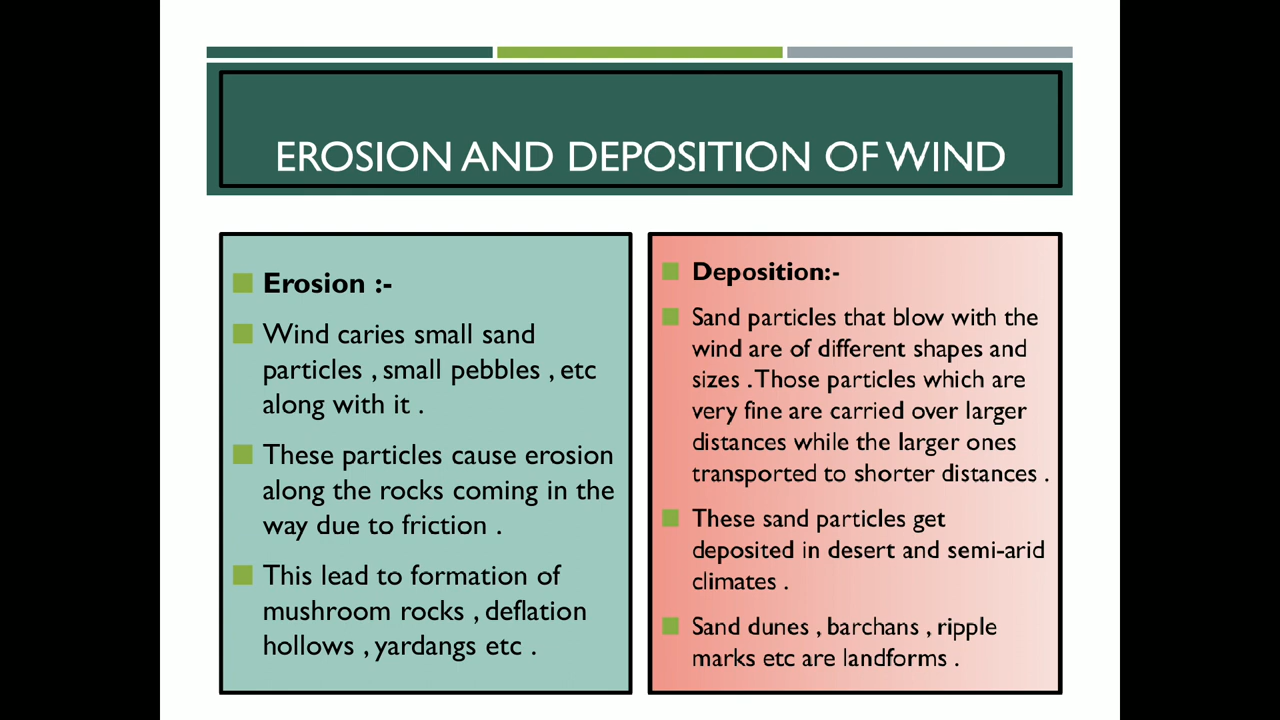 EROSION AND DEPOSITION OF WIND
Erosion :-
Wind caries small sand
particles , small pebbles , etc
along with it .
These particles cause erosion
along the rocks coming in the
way due to friction .
This lead to formation of
mushroom rocks , deflation
hollows , yardangs etc .
Deposition:-
Sand particles that blow with the
wind are of different shapes and
sizes . Those particles which are
very fine are carried over larger
distances while the larger ones
transported to shorter distances .
These sand particles get
deposited in desert and semi-arid
climates .
Sand dunes , barchans , ripple
marks etc are landforms .